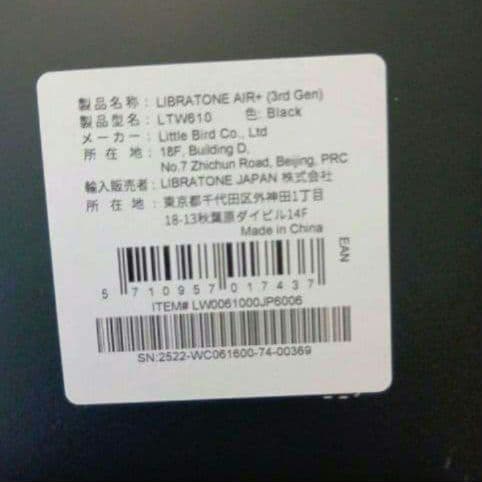 製品名称: LIBRATONE AIR+ (3rd Gen)
製品型名: LTW610 色: Black
メーカー: Little Bird Co., Ltd
所在地: 18F, Building D,
No.7 Zhichun Road, Beijing, PRC
輸入販売者: LIBRATONE JAPAN 株式会社
所在地: 東京都千代田区外神田1丁目
18-13秋葉原ダイビル14F
Made in China
EAN
5 710957 017437
ITEM# LW0061000JP6006
SN:2522-WC061600-74-00369